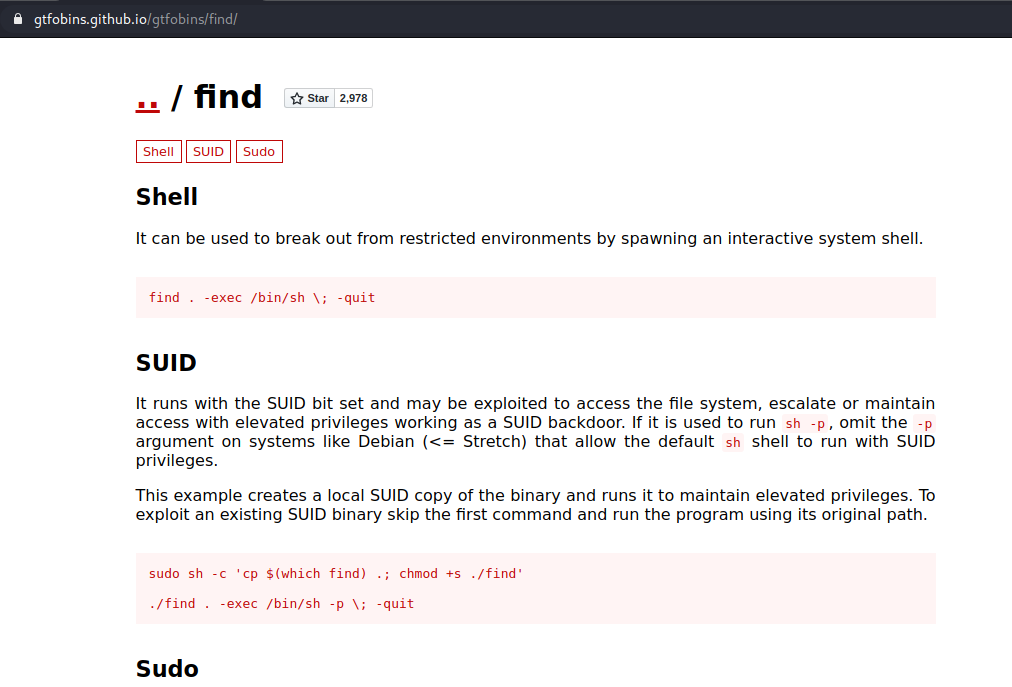 gtfobins.github.io/gtfobins/find/
.. / find Star 2,978
Shell SUID Sudo
Shell
It can be used to break out from restricted environments by spawning an interactive system shell.
find . -exec /bin/sh \; -quit
SUID
It runs with the SUID bit set and may be exploited to access the file system, escalate or maintain
access with elevated privileges working as a SUID backdoor. If it is used to run sh -p, omit the -p
argument on systems like Debian (<= Stretch) that allow the default sh shell to run with SUID
privileges.
This example creates a local SUID copy of the binary and runs it to maintain elevated privileges. To
exploit an existing SUID binary skip the first command and run the program using its original path.
sudo sh -c 'cp $(which find) .; chmod +s ./find'
./find . -exec /bin/sh -p \; -quit
Sudo